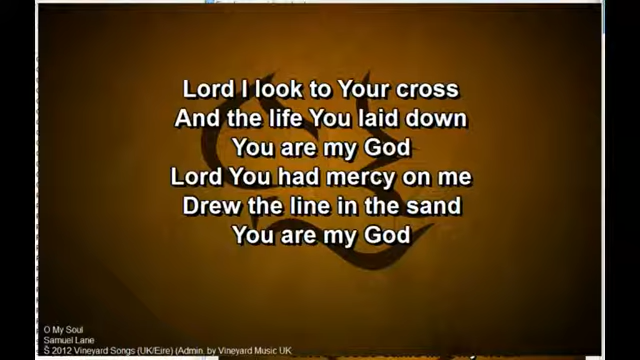 Lord I look to Your cross
And the life You laid down
You are my God
Lord You had mercy on me
Drew the line in the sand
You are my God
O My Soul
Samuel Lane
Š 2012 Vineyard Songs (UK/Eire) (Admin. by Vineyard Music UK